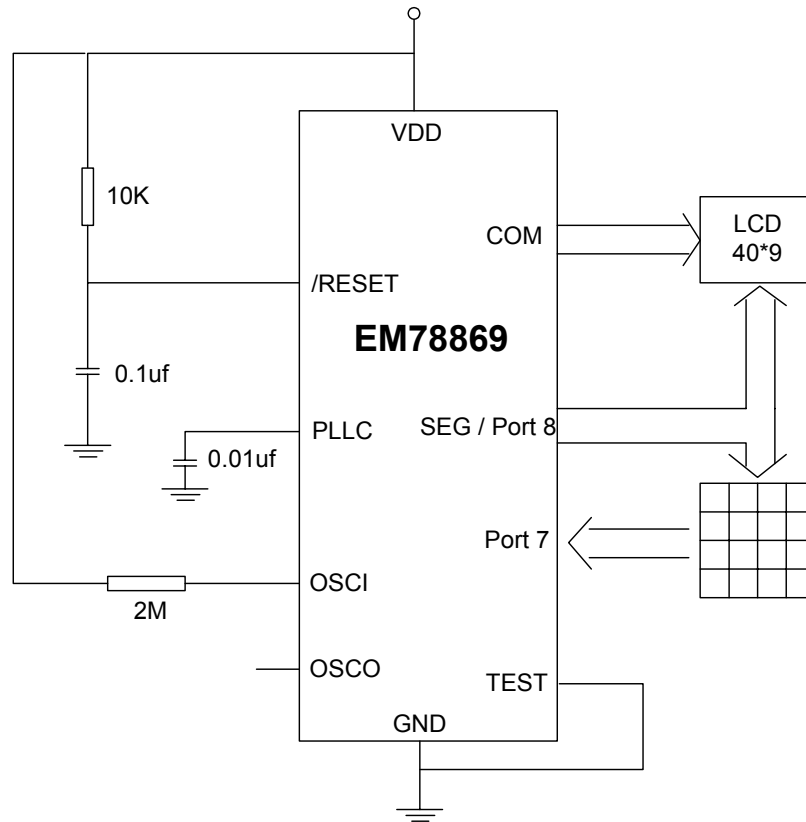 VDD
10K
COM
LCD
40*9
/RESET
EM78869
0.1uf
PLLC
SEG / Port 8
0.01uf
Port 7
OSCI
2M
OSCO
TEST
GND